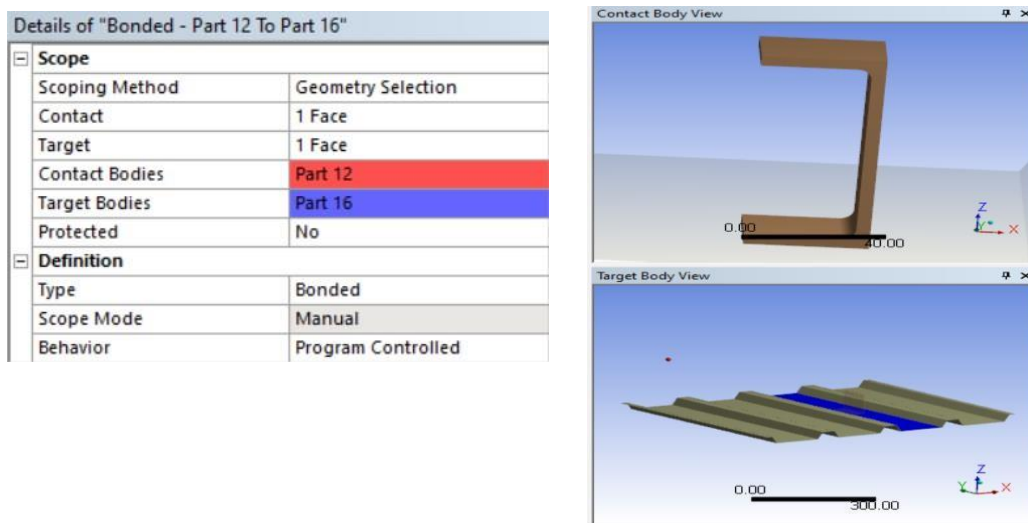 Details of "Bonded - Part 12 To Part 16"
Scope
Scoping Method Geometry Selection
Contact 1 Face
Target 1 Face
Contact Bodies Part 12
Target Bodies Part 16
Protected No
Definition
Type Bonded
Scope Mode Manual
Behavior Program Controlled
Contact Body View
Z
0.00
Y X
40.00
Target Body View
Z
0.00
Y X
300.00